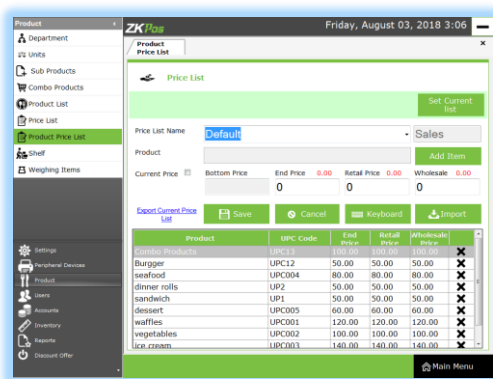 Product
Department
Units
Sub Products
Combo Products
Product List
Price List
Product Price List
Shelf
Weighing Items
Settings
Peripheral Devices
Product
Users
Accounts
Inventory
Reports
Discount Offer
ZKPos
Friday, August 03, 2018 3:06
Product
Price List
Price List
Set Current
list
Price List Name
Default
Sales
Product
Add Item
Current Price
Bottom Price
End Price 0.00
Retail Price 0.00
Wholesale 0.00
0
0
0
Export Current Price
List
Save
Cancel
Keyboard
Import
Product UPC Code End Price Retail Price Wholesale Price
Combo Products UPC13 100.00 100.00 100.00
Burgger UPC12 50.00 50.00 50.00
seafood UPC004 80.00 80.00 80.00
dinner rolls UP2 50.00 50.00 50.00
sandwich UP1 50.00 50.00 50.00
dessert UPC005 60.00 60.00 60.00
waffles UPC001 120.00 120.00 120.00
vegetables UPC002 100.00 100.00 100.00
ice cream UPC003 140.00 140.00 140.00
Main Menu